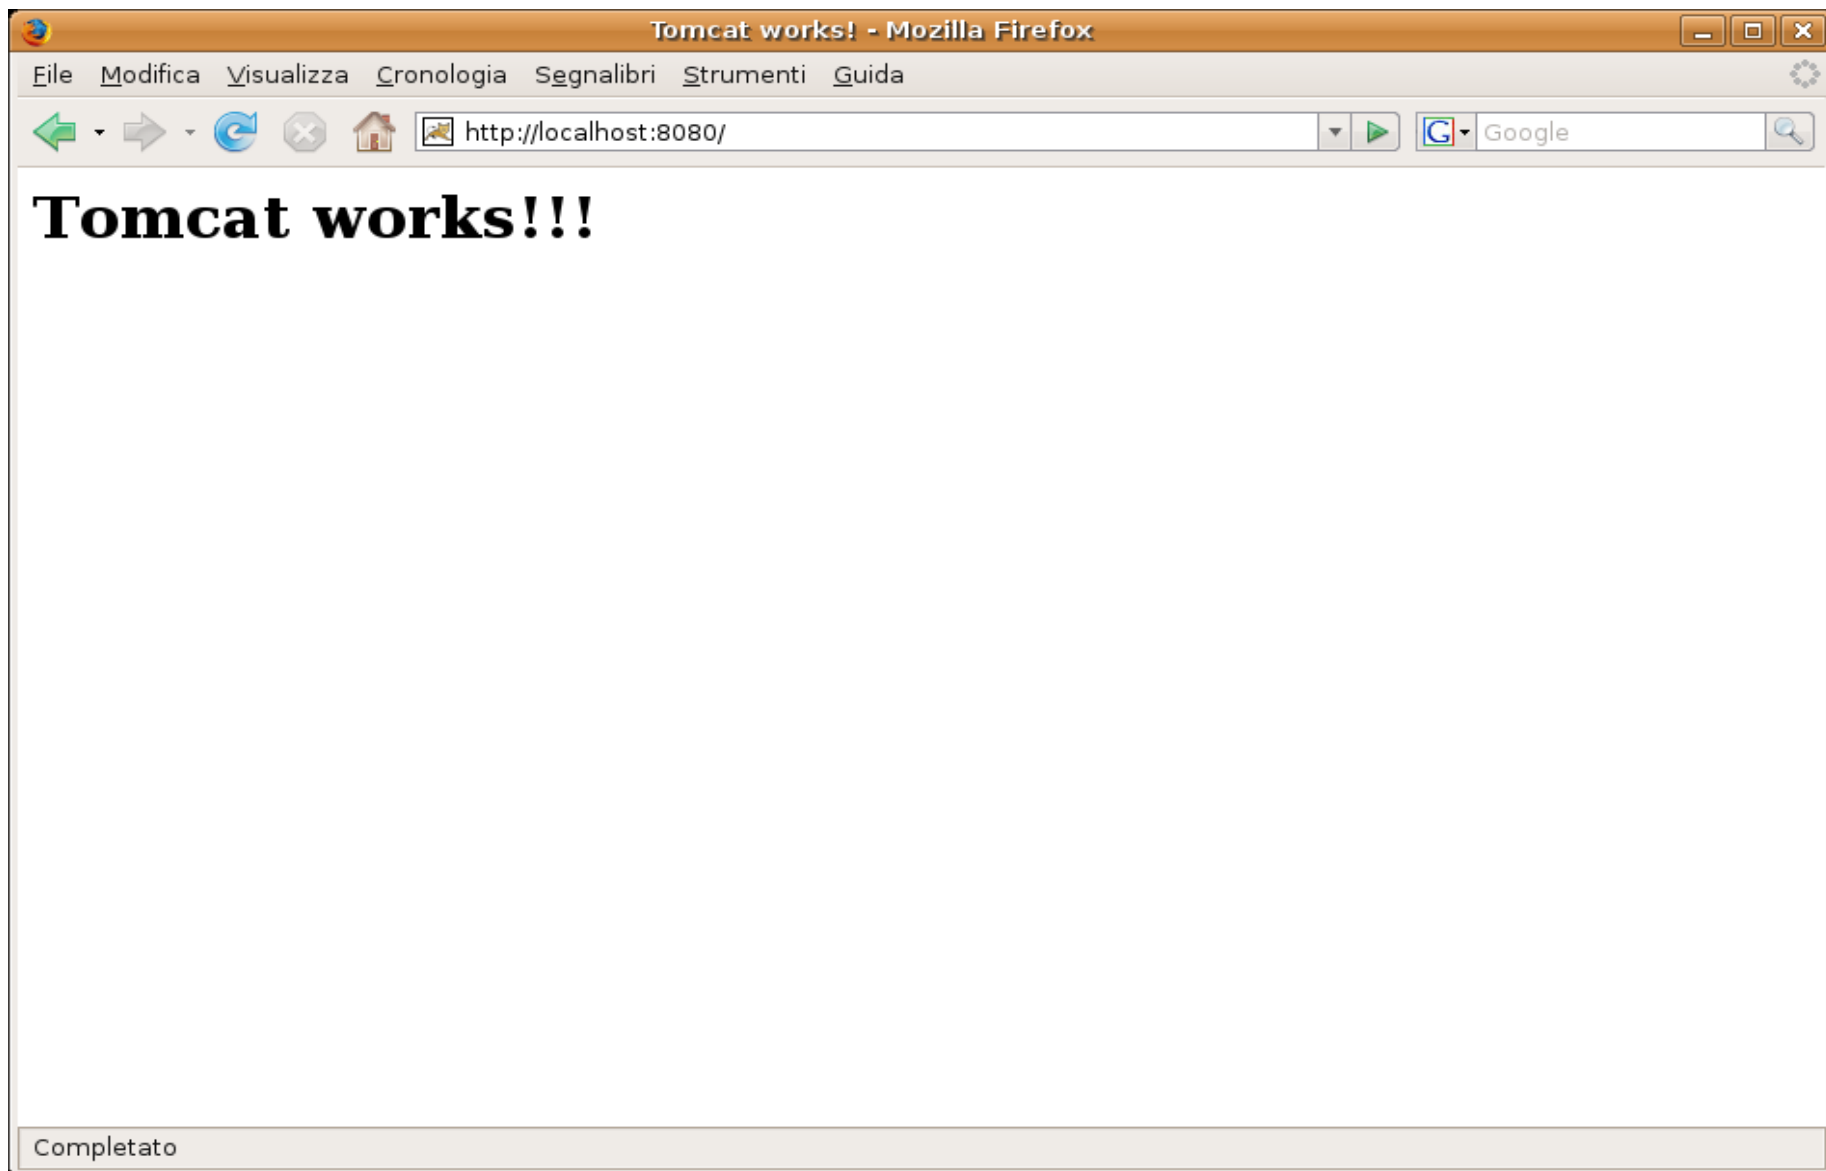 Tomcat works! - Mozilla Firefox
File Modifica Visualizza Cronologia Segnalibri Strumenti Guida
http://localhost:8080/ G Google
Tomcat works!!!
Completato